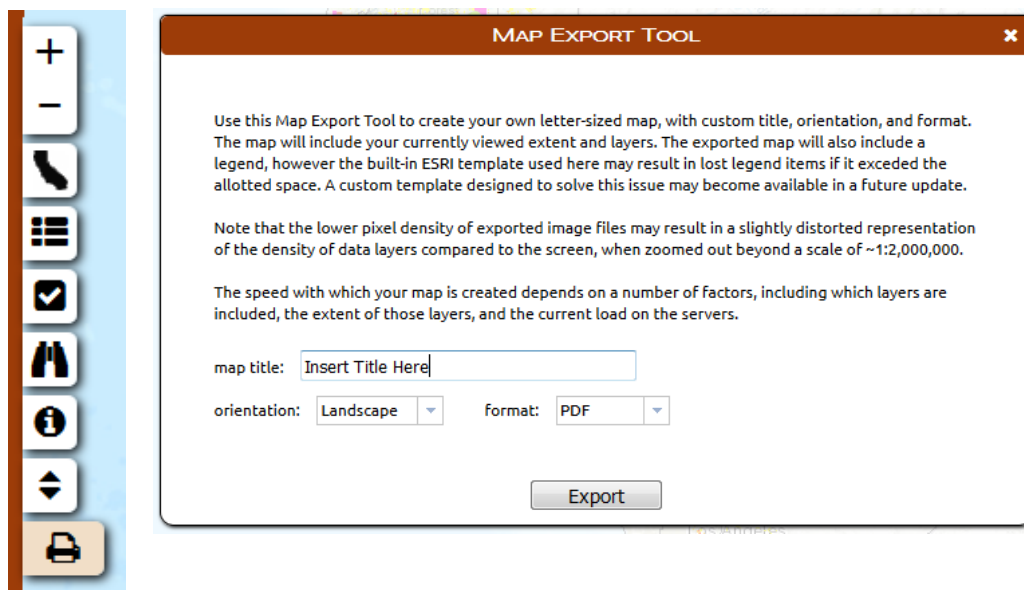 MAP EXPORT TOOL
Use this Map Export Tool to create your own letter-sized map, with custom title, orientation, and format.
The map will include your currently viewed extent and layers. The exported map will also include a
legend, however the built-in ESRI template used here may result in lost legend items if it exceded the
allotted space. A custom template designed to solve this issue may become available in a future update.
Note that the lower pixel density of exported image files may result in a slightly distorted representation
of the density of data layers compared to the screen, when zoomed out beyond a scale of ~1:2,000,000.
The speed with which your map is created depends on a number of factors, including which layers are
included, the extent of those layers, and the current load on the servers.
map title: Insert Title Here
orientation: Landscape format: PDF
Export
Los Angeles